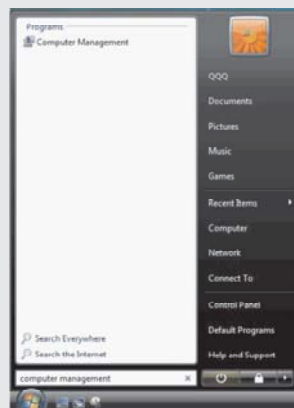 Programs
Computer Management
Search Everywhere
Search the Internet
computer management
QQQ
Documents
Pictures
Music
Games
Recent Items
Computer
Network
Connect To
Control Panel
Default Programs
Help and Support